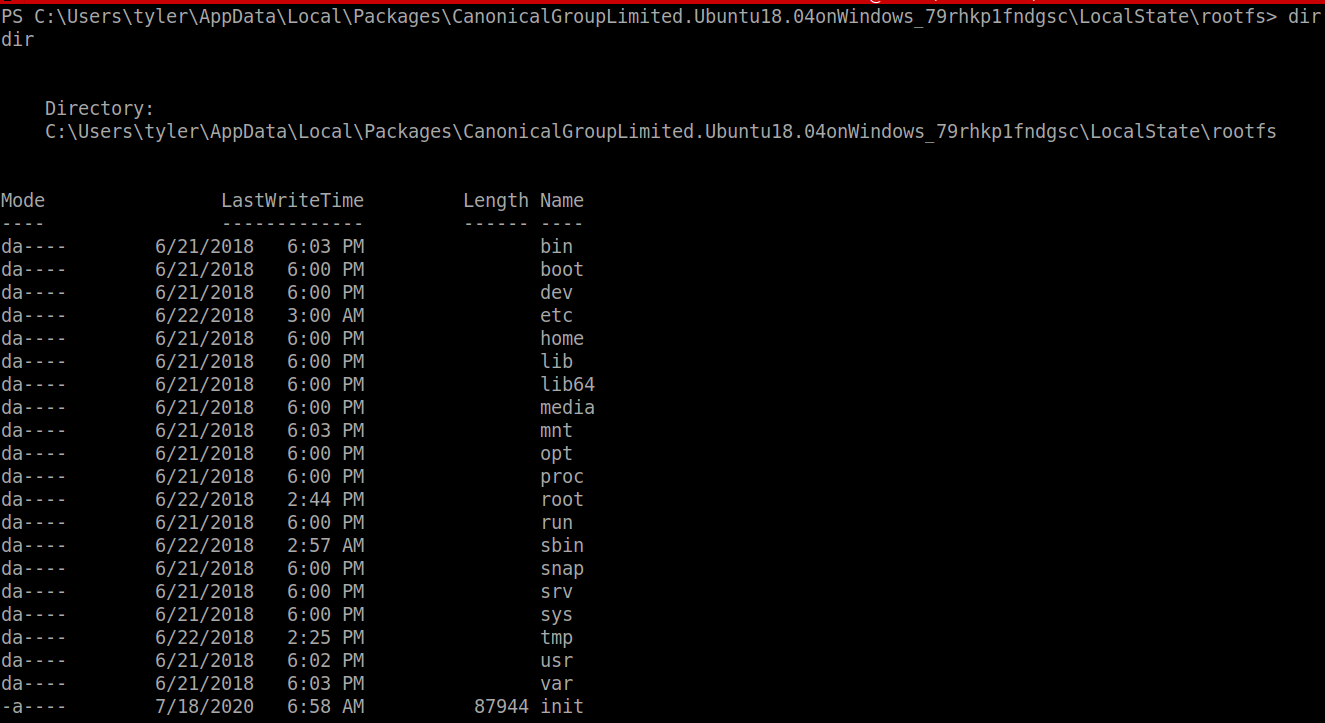 PS C:\Users\tyler\AppData\Local\Packages\CanonicalGroupLimited.Ubuntu18.04onWindows_79rhkp1fndgsc\LocalState\rootfs> dir
dir
Directory:
C:\Users\tyler\AppData\Local\Packages\CanonicalGroupLimited.Ubuntu18.04onWindows_79rhkp1fndgsc\LocalState\rootfs
Mode                LastWriteTime         Length Name
----                -------------         ------ ----
da----        6/21/2018   6:03 PM                bin
da----        6/21/2018   6:00 PM                boot
da----        6/21/2018   6:00 PM                dev
da----        6/22/2018   3:00 AM                etc
da----        6/21/2018   6:00 PM                home
da----        6/21/2018   6:00 PM                lib
da----        6/21/2018   6:00 PM                lib64
da----        6/21/2018   6:00 PM                media
da----        6/21/2018   6:03 PM                mnt
da----        6/21/2018   6:00 PM                opt
da----        6/21/2018   6:00 PM                proc
da----        6/22/2018   2:44 PM                root
da----        6/21/2018   6:00 PM                run
da----        6/22/2018   2:57 AM                sbin
da----        6/21/2018   6:00 PM                snap
da----        6/21/2018   6:00 PM                srv
da----        6/21/2018   6:00 PM                sys
da----        6/22/2018   2:25 PM                tmp
da----        6/21/2018   6:02 PM                usr
da----        6/21/2018   6:03 PM                var
-a----        7/18/2020   6:58 AM          87944 init